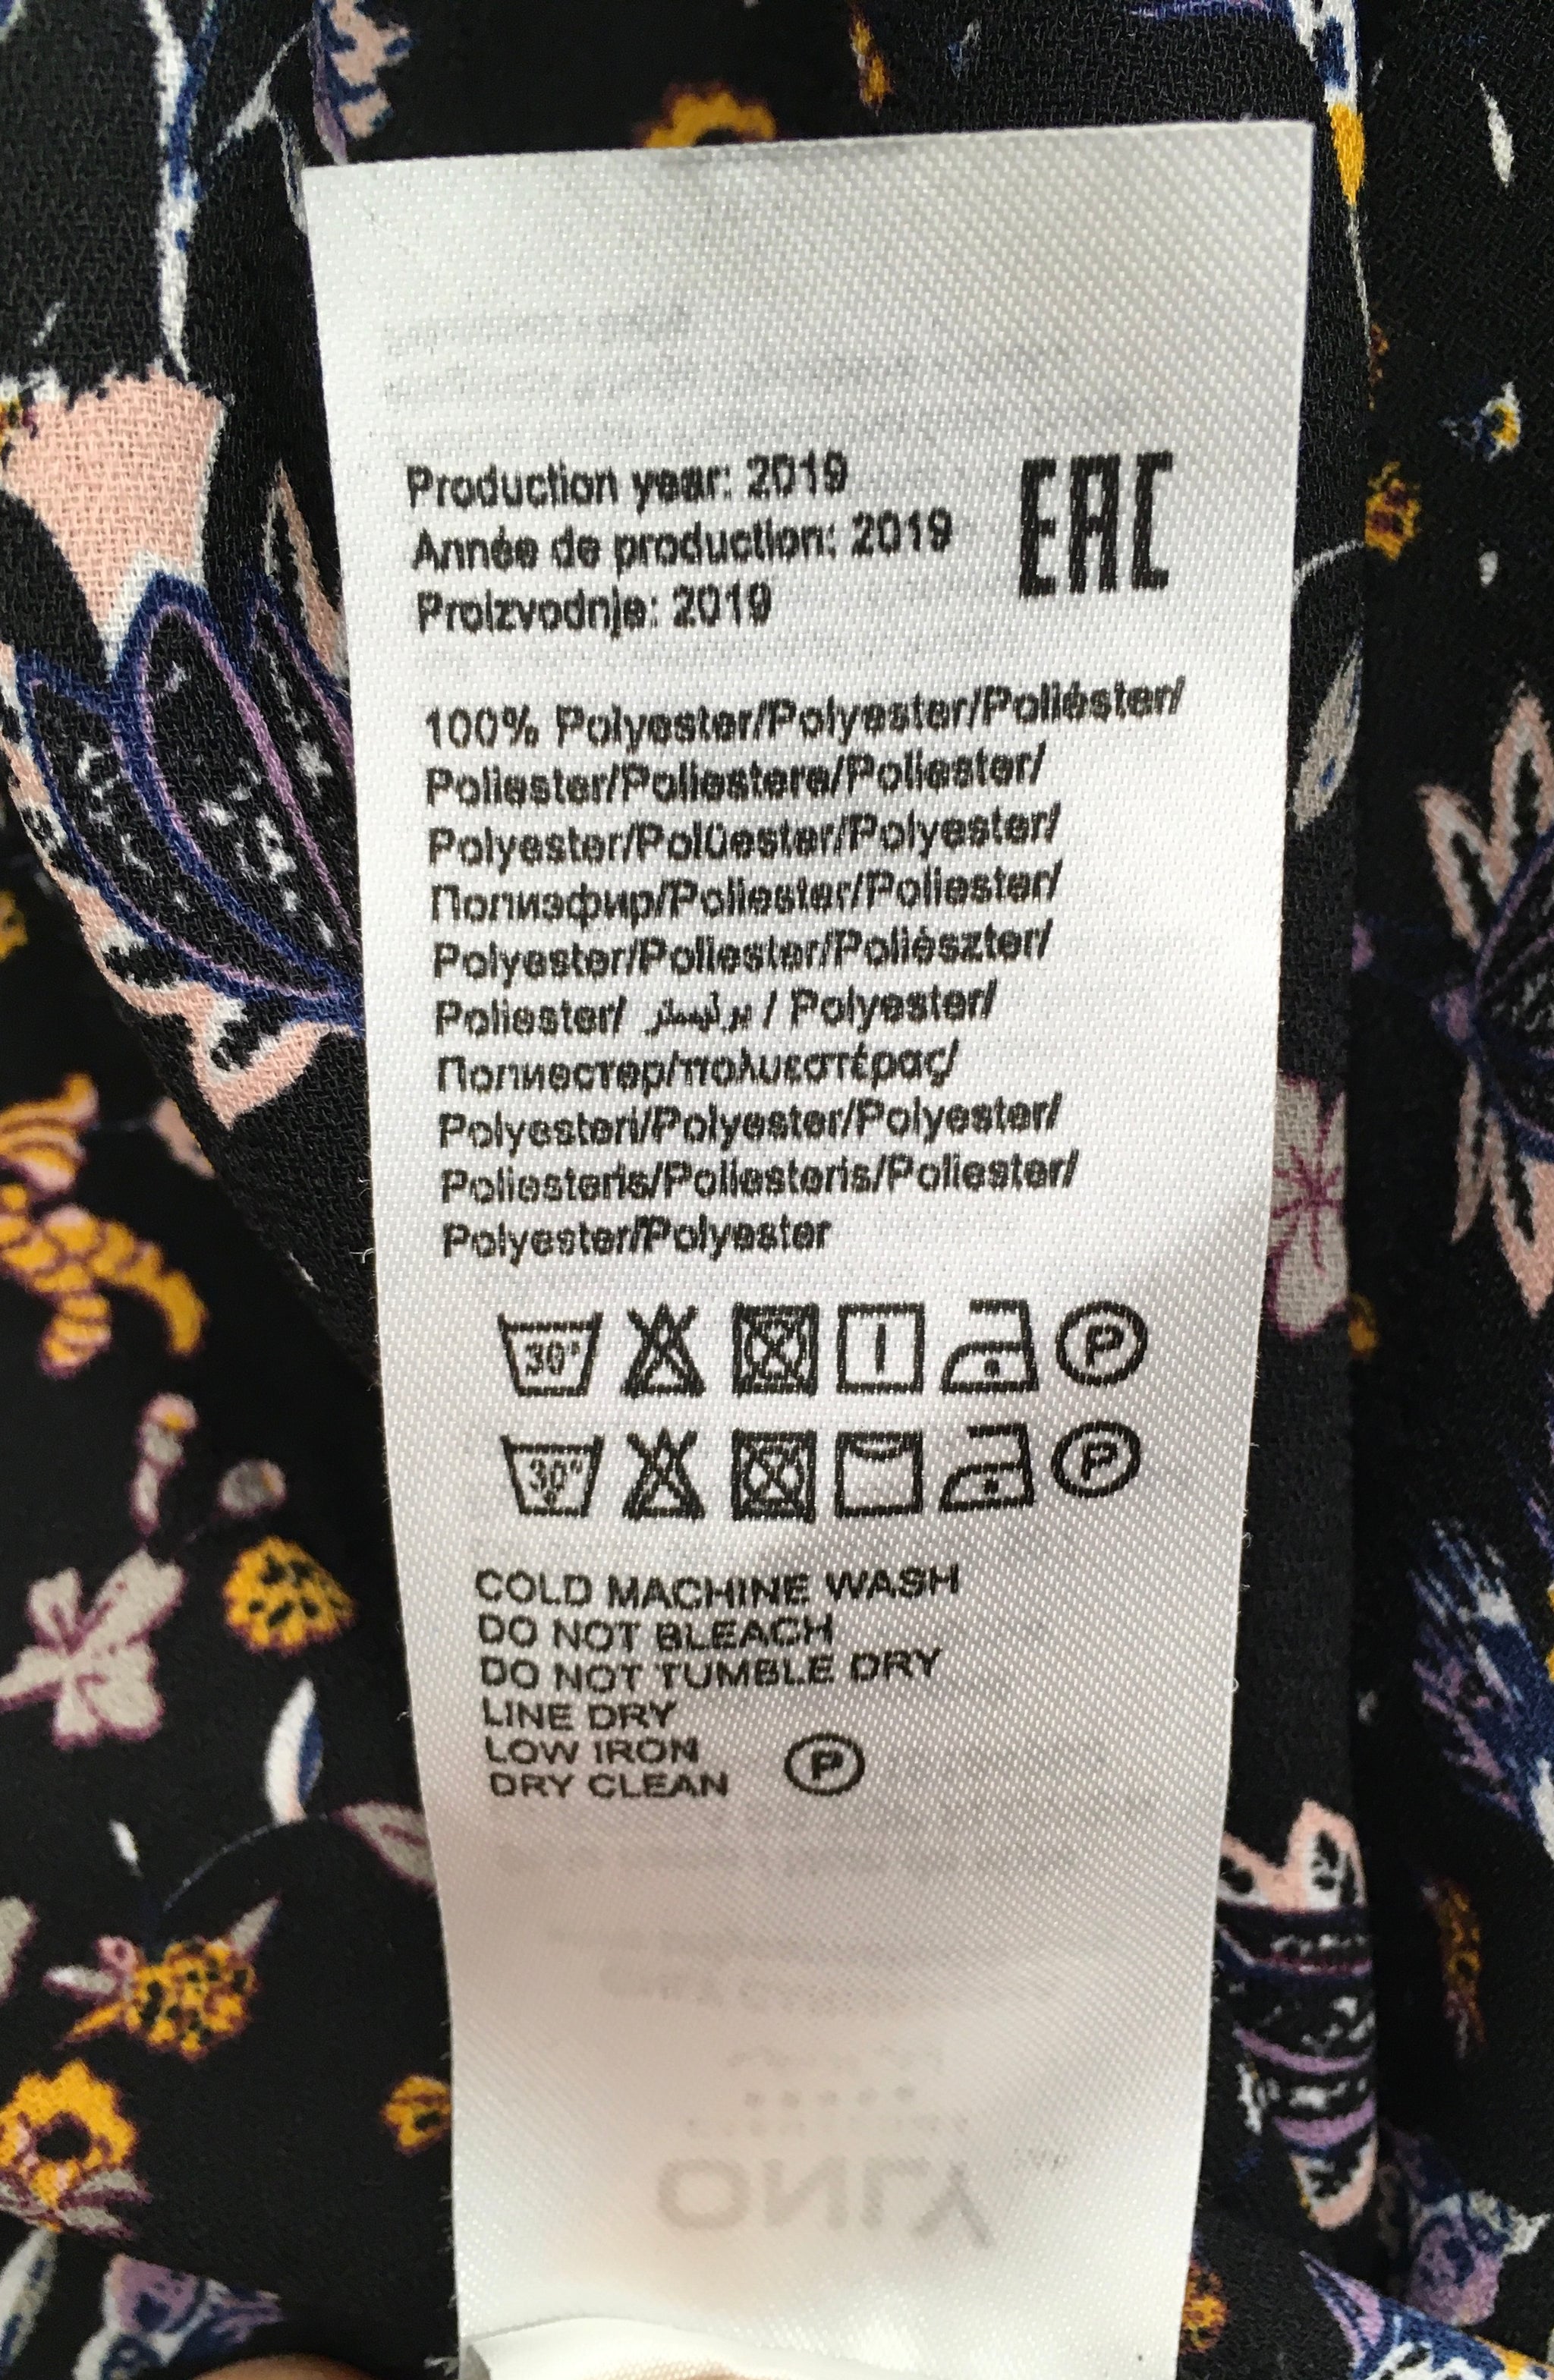 Production year: 2019
Année de production: 2019
Proizvodnje: 2019
EAC
100% Polyester/Polyester/Poliéster/
Poliester/Poliestere/Poliester/
Polyester/Polüester/Polyester/
Полиэфир/Poliester/Poliester/
Polyester/Poliester/Poliészter/
Poliester/ / Polyester/
Полиестер/πολυεστέρας/
Polyesteri/Polyester/Polyester/
Poliesteris/Poliesteris/Poliester/
Polyester/Polyester
30° P
30° P
COLD MACHINE WASH
DO NOT BLEACH
DO NOT TUMBLE DRY
LINE DRY
LOW IRON
DRY CLEAN P
ONLY